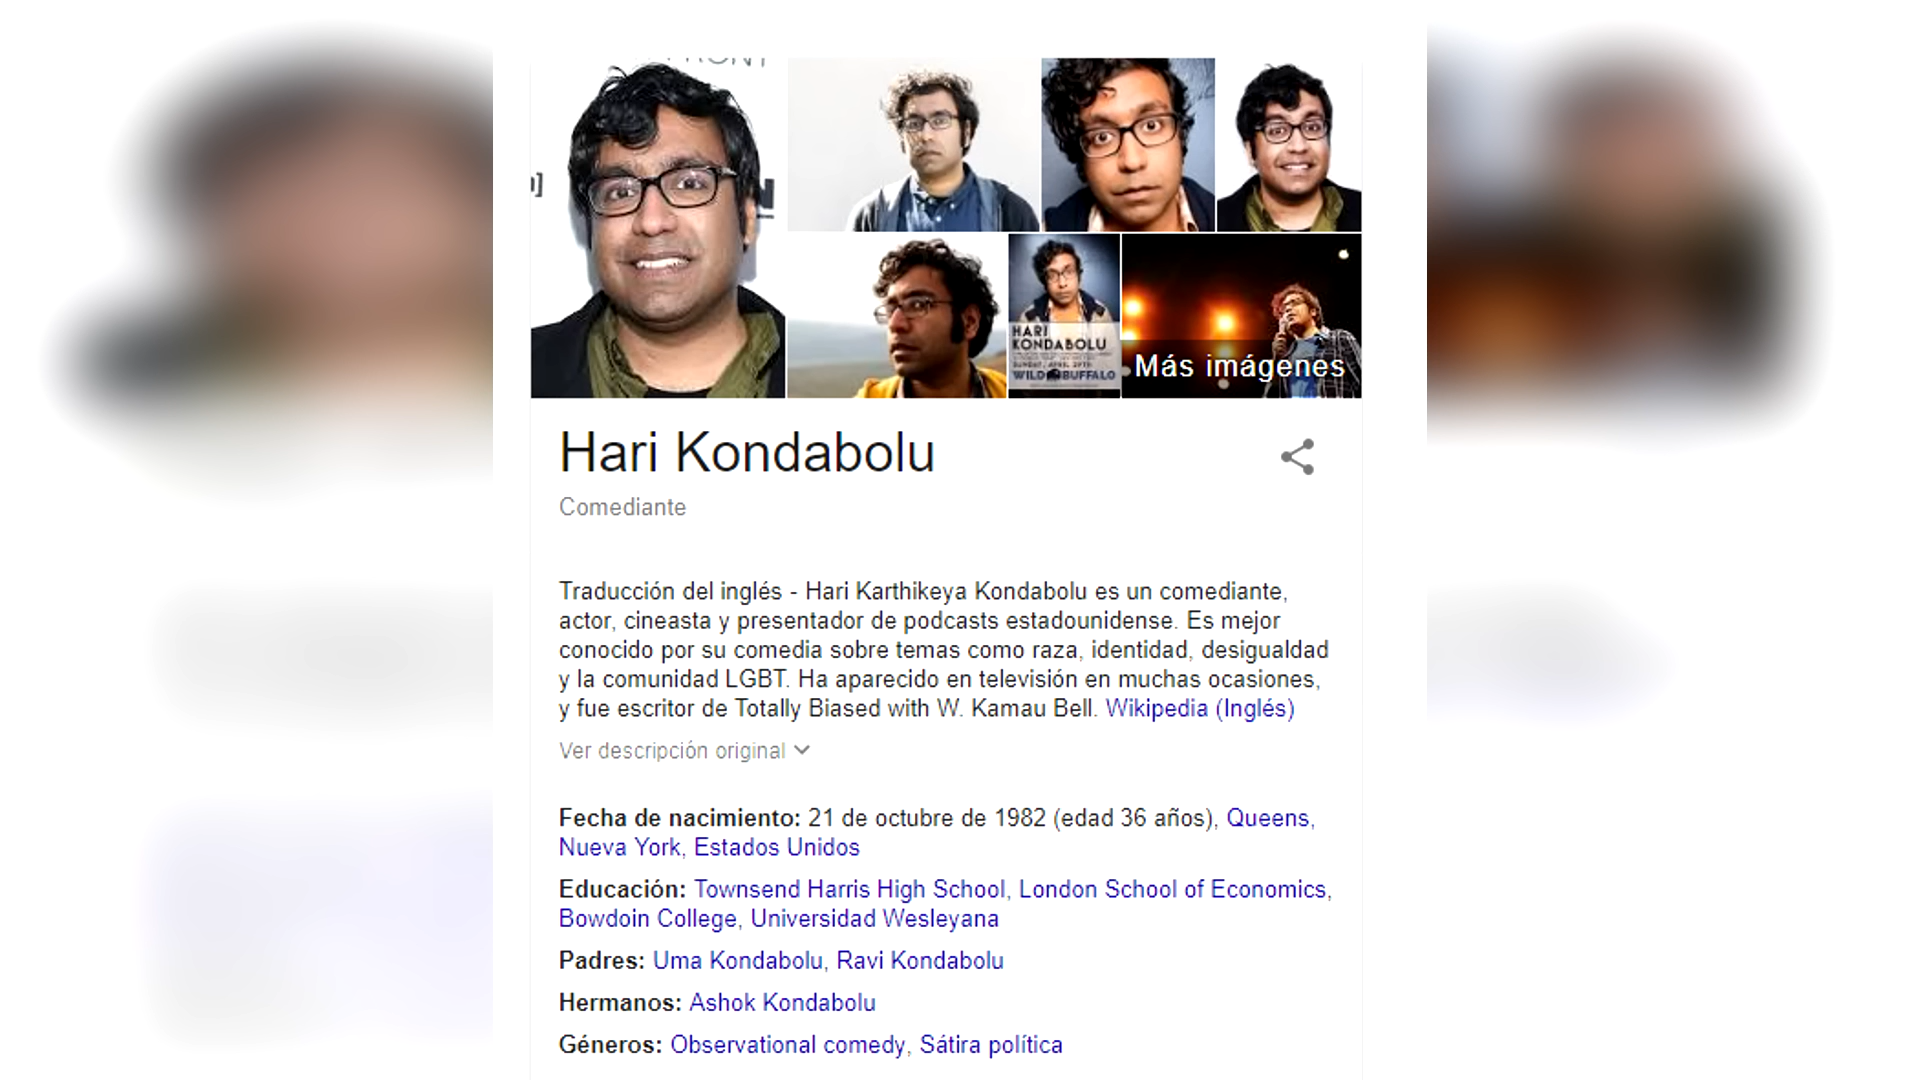 HARI
KONDABOLU
SUNDAY, APRIL 29TH
WILD BUFFALO
Más imágenes
Hari Kondabolu
Comediante
Traducción del inglés - Hari Karthikeya Kondabolu es un comediante,
actor, cineasta y presentador de podcasts estadounidense. Es mejor
conocido por su comedia sobre temas como raza, identidad, desigualdad
y la comunidad LGBT. Ha aparecido en televisión en muchas ocasiones,
y fue escritor de Totally Biased with W. Kamau Bell. Wikipedia (Inglés)
Ver descripción original
Fecha de nacimiento: 21 de octubre de 1982 (edad 36 años), Queens,
Nueva York, Estados Unidos
Educación: Townsend Harris High School, London School of Economics,
Bowdoin College, Universidad Wesleyana
Padres: Uma Kondabolu, Ravi Kondabolu
Hermanos: Ashok Kondabolu
Géneros: Observational comedy, Sátira política